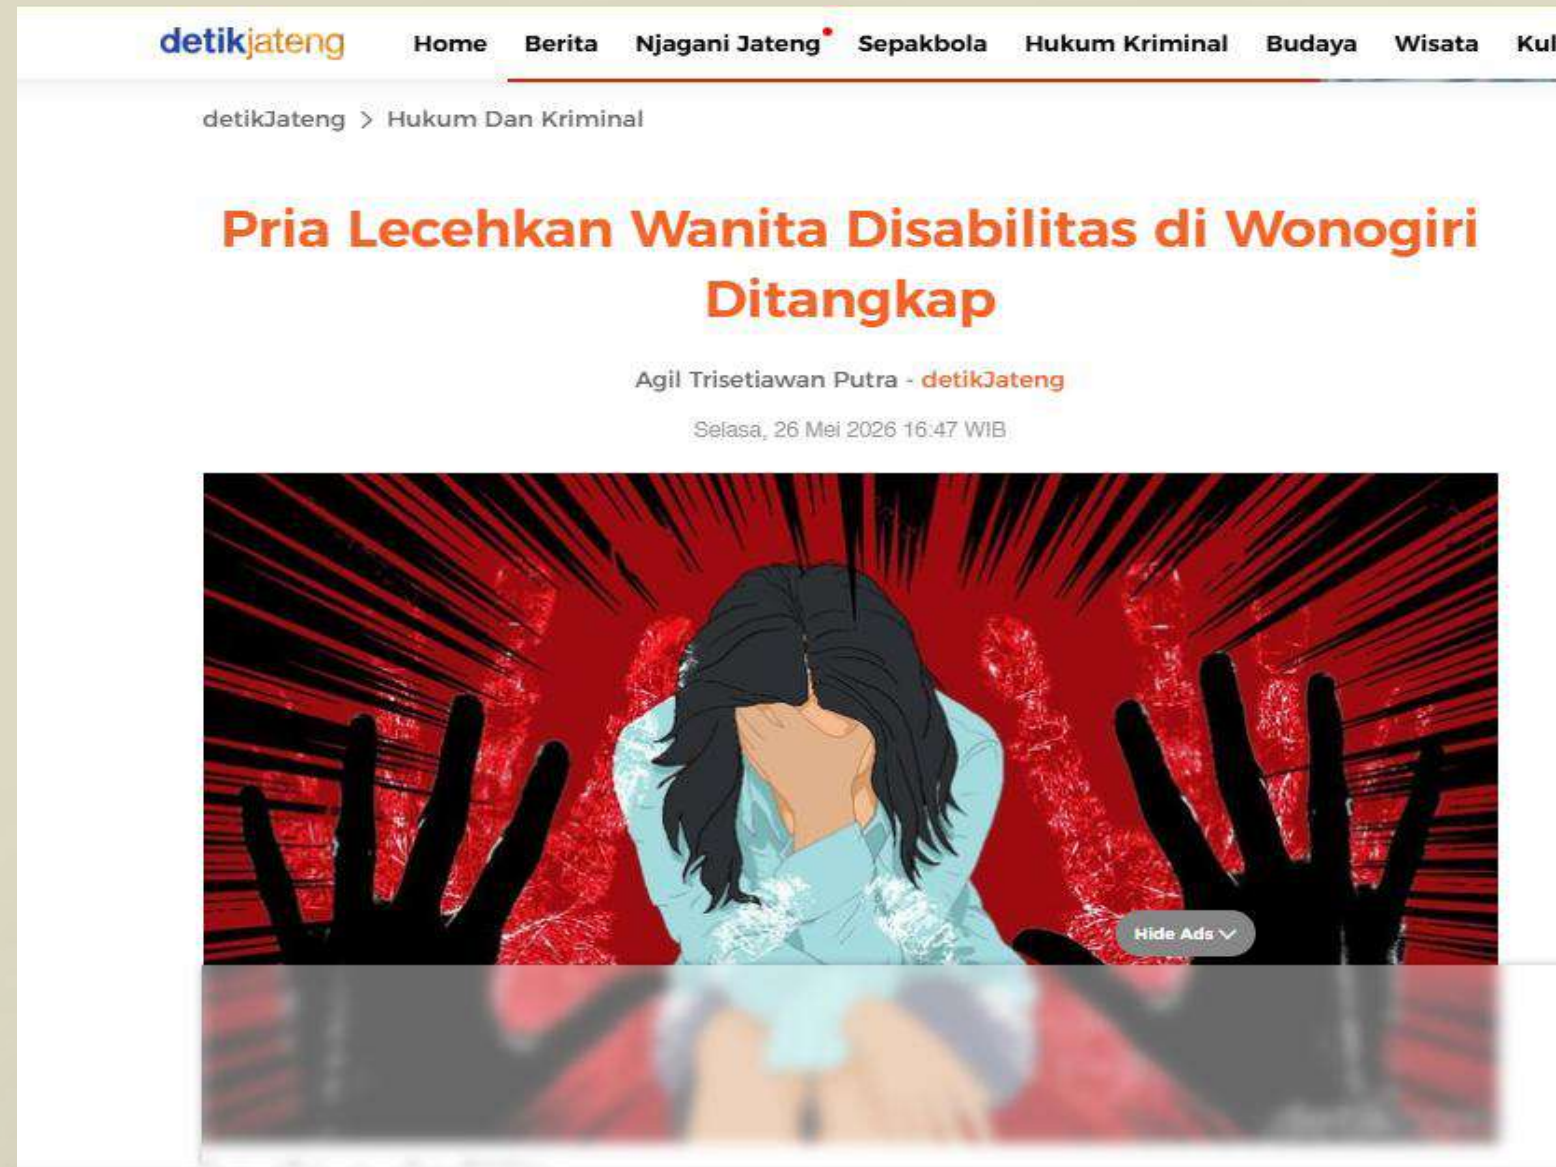 detikjateng Home Berita Njagani Jateng Sepakbola Hukum Kriminal Budaya Wisata Kul
detikJateng > Hukum Dan Kriminal
Pria Lecehkan Wanita Disabilitas di Wonogiri
Ditangkap
Agil Trisetiawan Putra - detikJateng
Selasa, 26 Mei 2026 16:47 WIB
Hide Ads